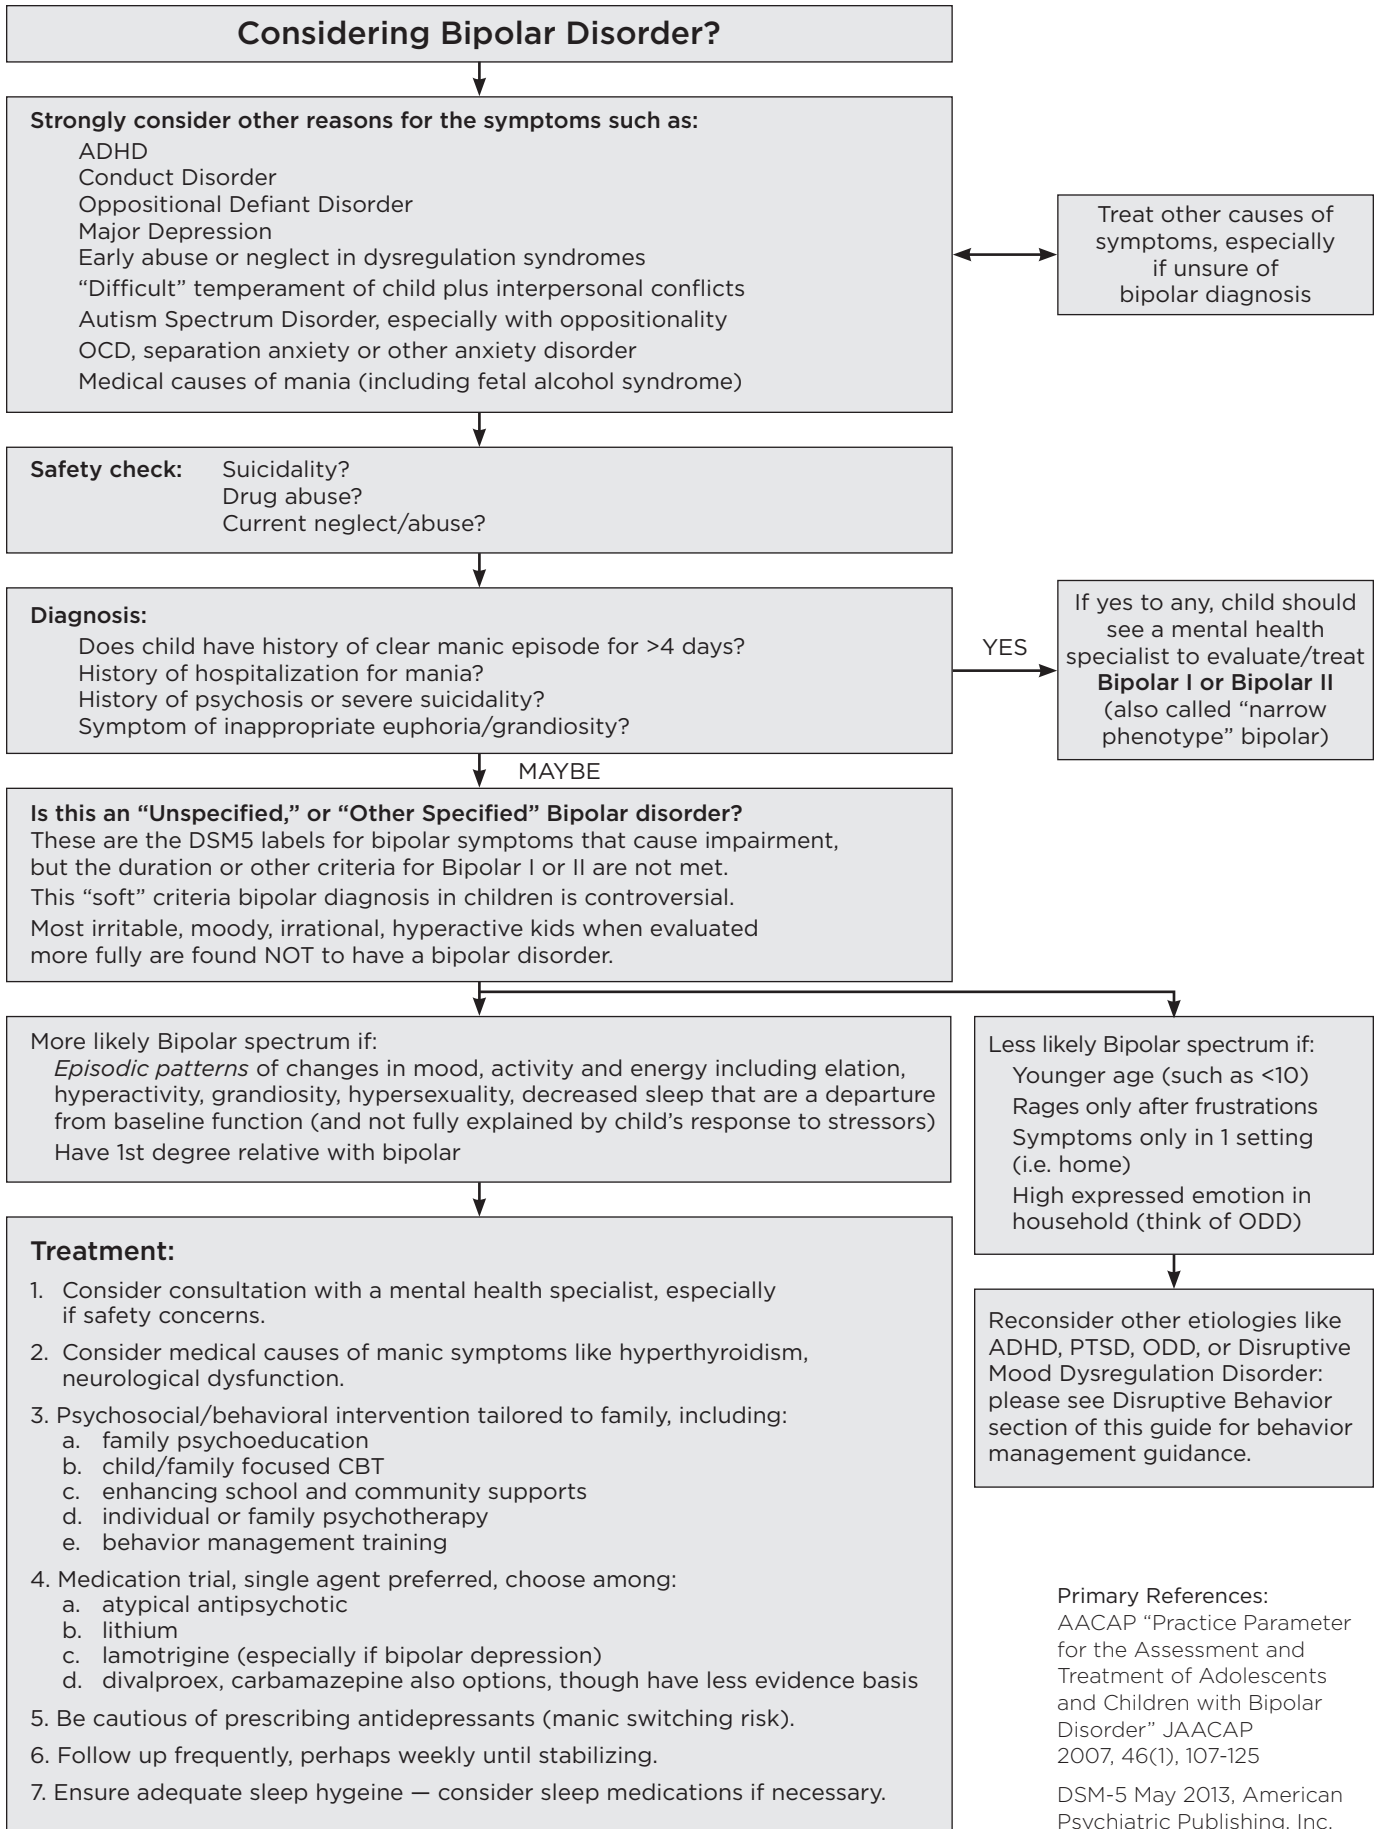 Considering Bipolar Disorder?
Strongly consider other reasons for the symptoms such as:
ADHD
Conduct Disorder
Oppositional Defiant Disorder
Major Depression
Early abuse or neglect in dysregulation syndromes
“Difficult” temperament of child plus interpersonal conflicts
Autism Spectrum Disorder, especially with oppositionality
OCD, separation anxiety or other anxiety disorder
Medical causes of mania (including fetal alcohol syndrome)
Treat other causes of
symptoms, especially
if unsure of
bipolar diagnosis
Safety check: Suicidality?
Drug abuse?
Current neglect/abuse?
Diagnosis:
Does child have history of clear manic episode for >4 days?
History of hospitalization for mania?
History of psychosis or severe suicidality?
Symptom of inappropriate euphoria/grandiosity?
YES
If yes to any, child should
see a mental health
specialist to evaluate/treat
Bipolar I or Bipolar II
(also called “narrow
phenotype” bipolar)
MAYBE
Is this an “Unspecified,” or “Other Specified” Bipolar disorder?
These are the DSM5 labels for bipolar symptoms that cause impairment,
but the duration or other criteria for Bipolar I or II are not met.
This “soft” criteria bipolar diagnosis in children is controversial.
Most irritable, moody, irrational, hyperactive kids when evaluated
more fully are found NOT to have a bipolar disorder.
More likely Bipolar spectrum if:
Episodic patterns of changes in mood, activity and energy including elation,
hyperactivity, grandiosity, hypersexuality, decreased sleep that are a departure
from baseline function (and not fully explained by child’s response to stressors)
Have 1st degree relative with bipolar
Less likely Bipolar spectrum if:
Younger age (such as <10)
Rages only after frustrations
Symptoms only in 1 setting
(i.e. home)
High expressed emotion in
household (think of ODD)
Treatment:
1. Consider consultation with a mental health specialist, especially
if safety concerns.
2. Consider medical causes of manic symptoms like hyperthyroidism,
neurological dysfunction.
3. Psychosocial/behavioral intervention tailored to family, including:
a. family psychoeducation
b. child/family focused CBT
c. enhancing school and community supports
d. individual or family psychotherapy
e. behavior management training
4. Medication trial, single agent preferred, choose among:
a. atypical antipsychotic
b. lithium
c. lamotrigine (especially if bipolar depression)
d. divalproex, carbamazepine also options, though have less evidence basis
5. Be cautious of prescribing antidepressants (manic switching risk).
6. Follow up frequently, perhaps weekly until stabilizing.
7. Ensure adequate sleep hygeine — consider sleep medications if necessary.
Reconsider other etiologies like
ADHD, PTSD, ODD, or Disruptive
Mood Dysregulation Disorder:
please see Disruptive Behavior
section of this guide for behavior
management guidance.
Primary References:
AACAP “Practice Parameter
for the Assessment and
Treatment of Adolescents
and Children with Bipolar
Disorder” JAACAP
2007, 46(1), 107-125
DSM-5 May 2013, American
Psychiatric Publishing, Inc.